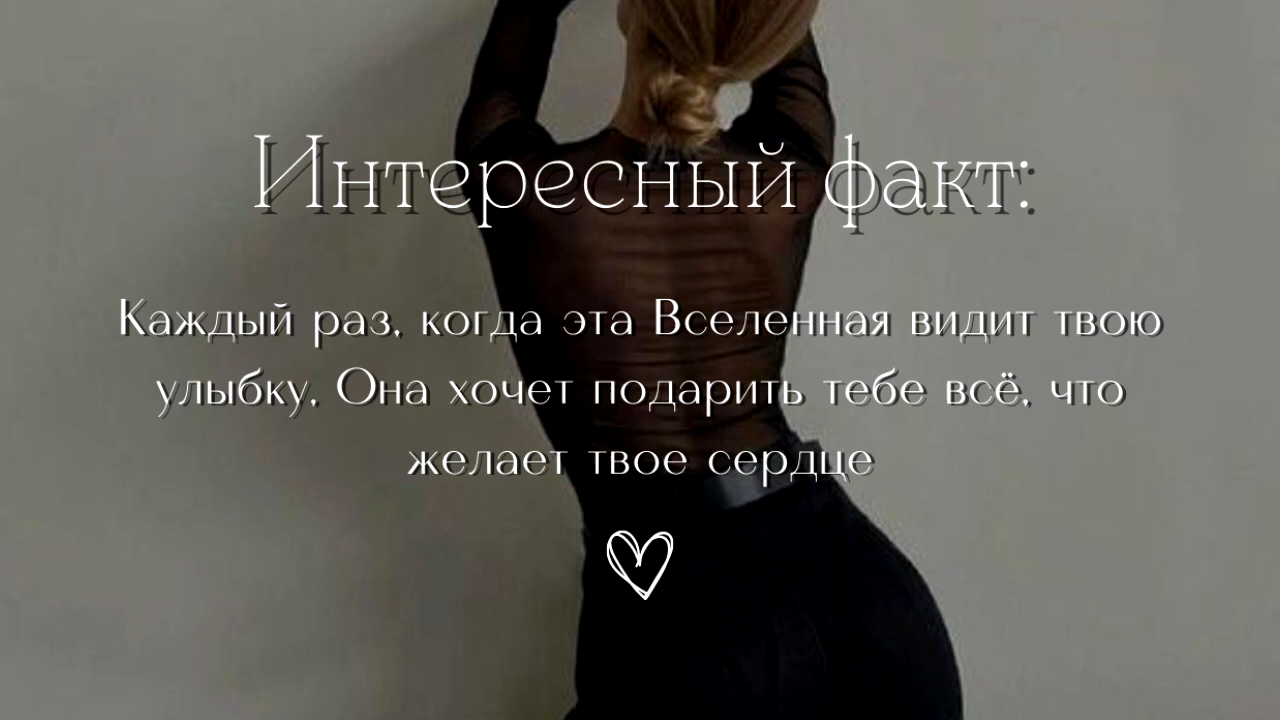 Интересный факт:
Каждый раз, когда эта Вселенная видит твою
улыбку, Она хочет подарить тебе всё, что
желает твое сердце